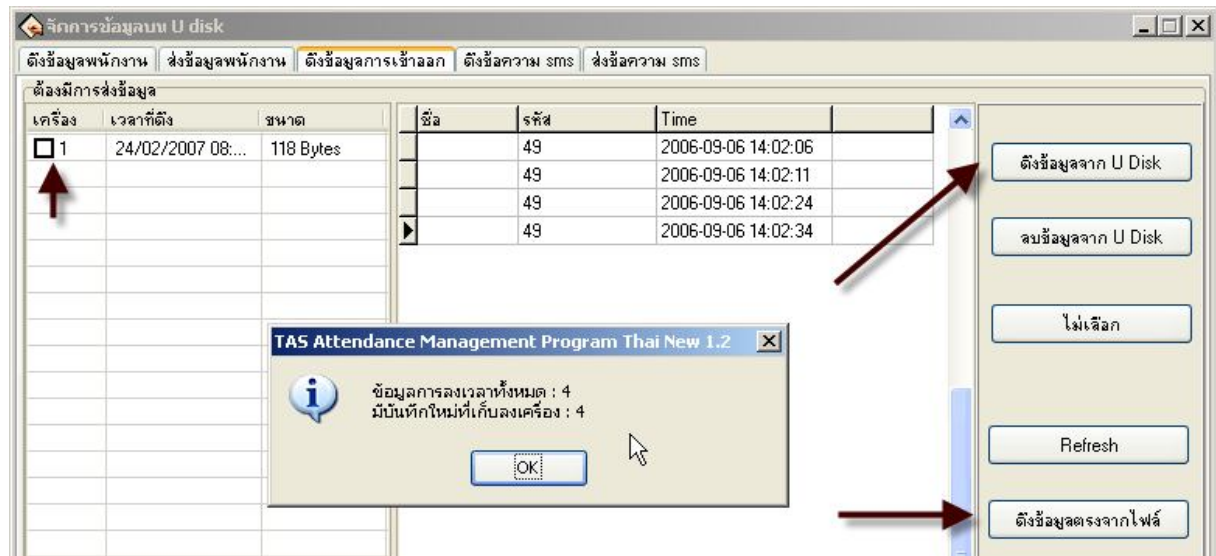 จัดการข้อมูลบน U disk
ดึงข้อมูลพนักงาน ส่งข้อมูลพนักงาน ดึงข้อมูลการเข้าออก ดึงข้อความ sms ส่งข้อความ sms
ต้องมีการส่งข้อมูล
เครื่อง เวลาที่ดึง ขนาด ชื่อ รหัส Time
1 24/02/2007 08:... 118 Bytes 49 2006-09-06 14:02:06
49 2006-09-06 14:02:11
49 2006-09-06 14:02:24
49 2006-09-06 14:02:34
ดึงข้อมูลจาก U Disk
ลบข้อมูลจาก U Disk
ไม่เลือก
TAS Attendance Management Program Thai New 1.2
ข้อมูลการลงเวลาทั้งหมด : 4
มีบันทึกใหม่ที่เก็บลงเครื่อง : 4
OK
Refresh
ดึงข้อมูลตรงจากไฟล์